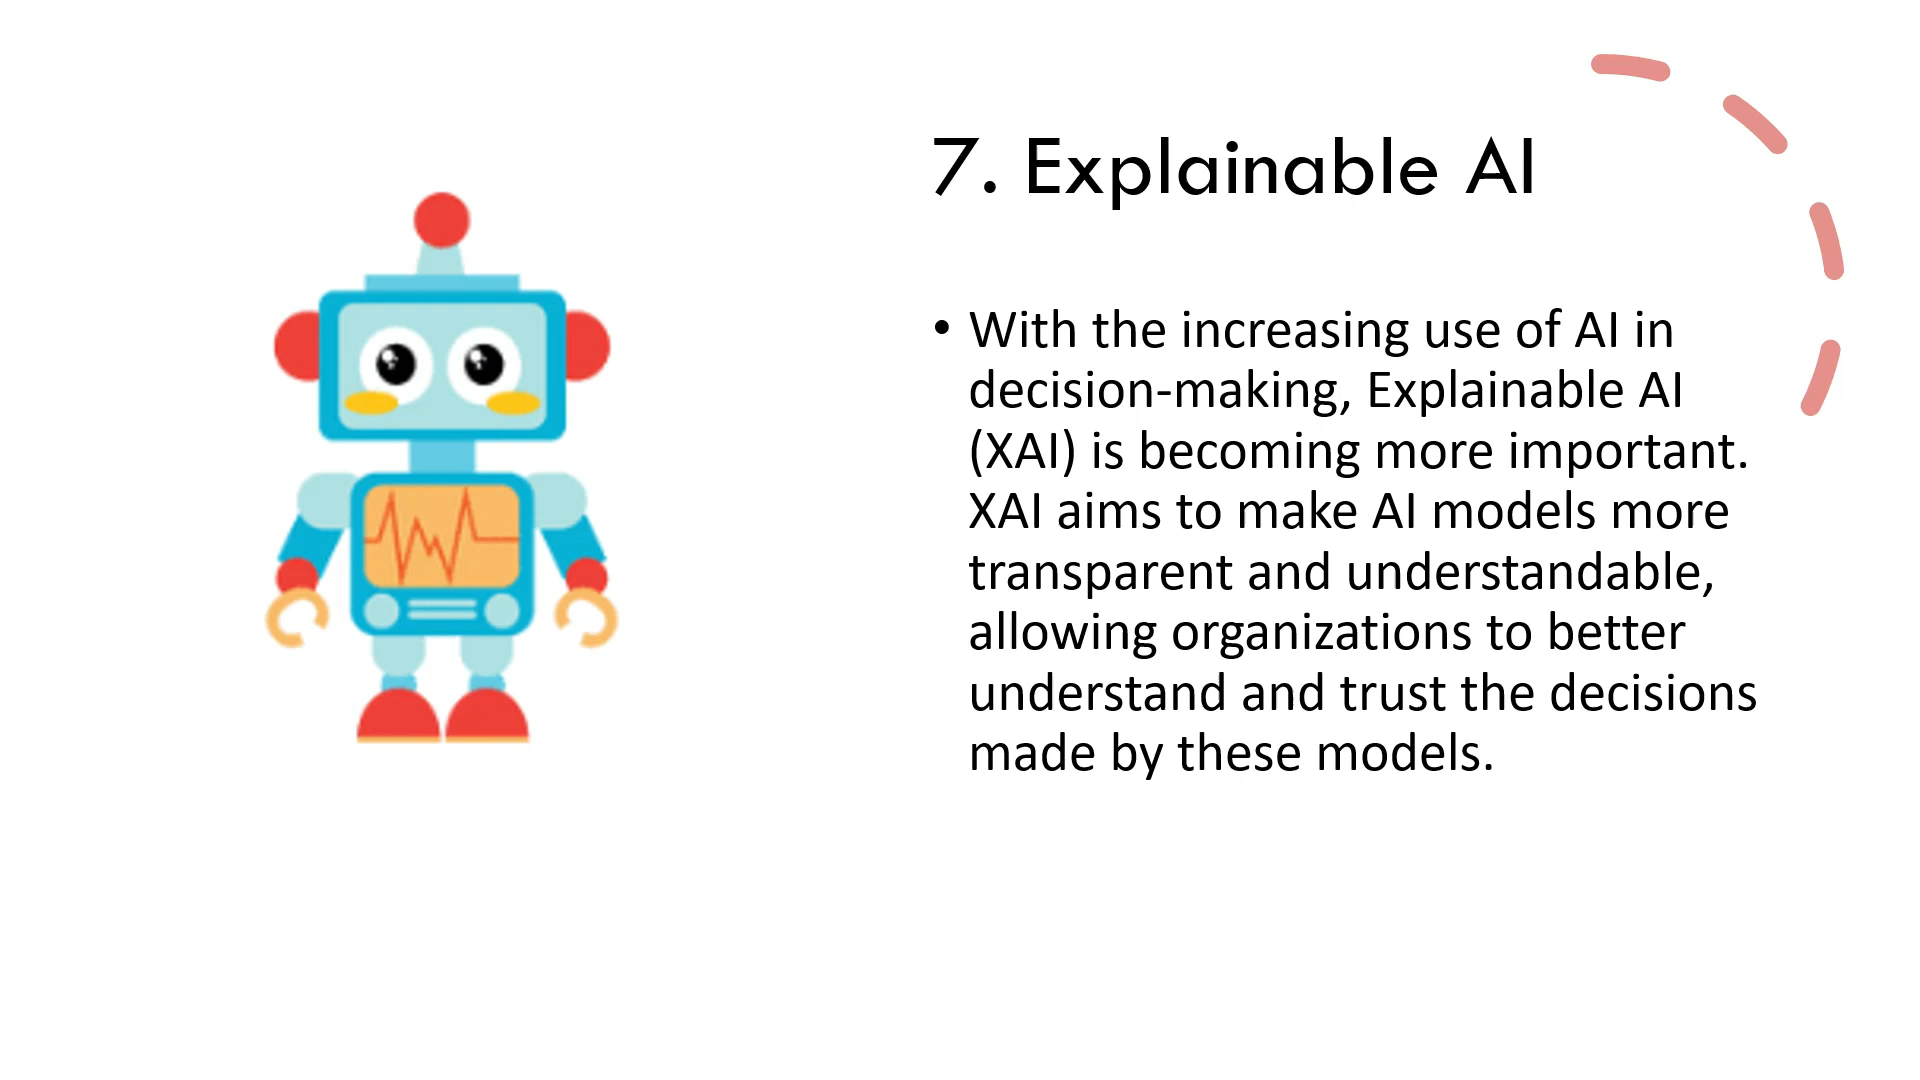 7. Explainable AI
• With the increasing use of AI in
decision-making, Explainable AI
(XAI) is becoming more important.
XAI aims to make AI models more
transparent and understandable,
allowing organizations to better
understand and trust the decisions
made by these models.